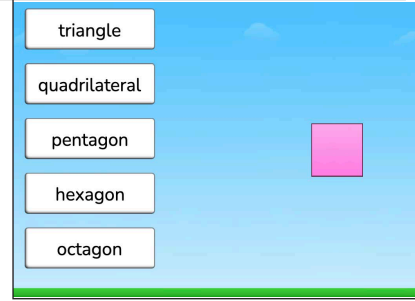 triangle
quadrilateral
pentagon
hexagon
octagon